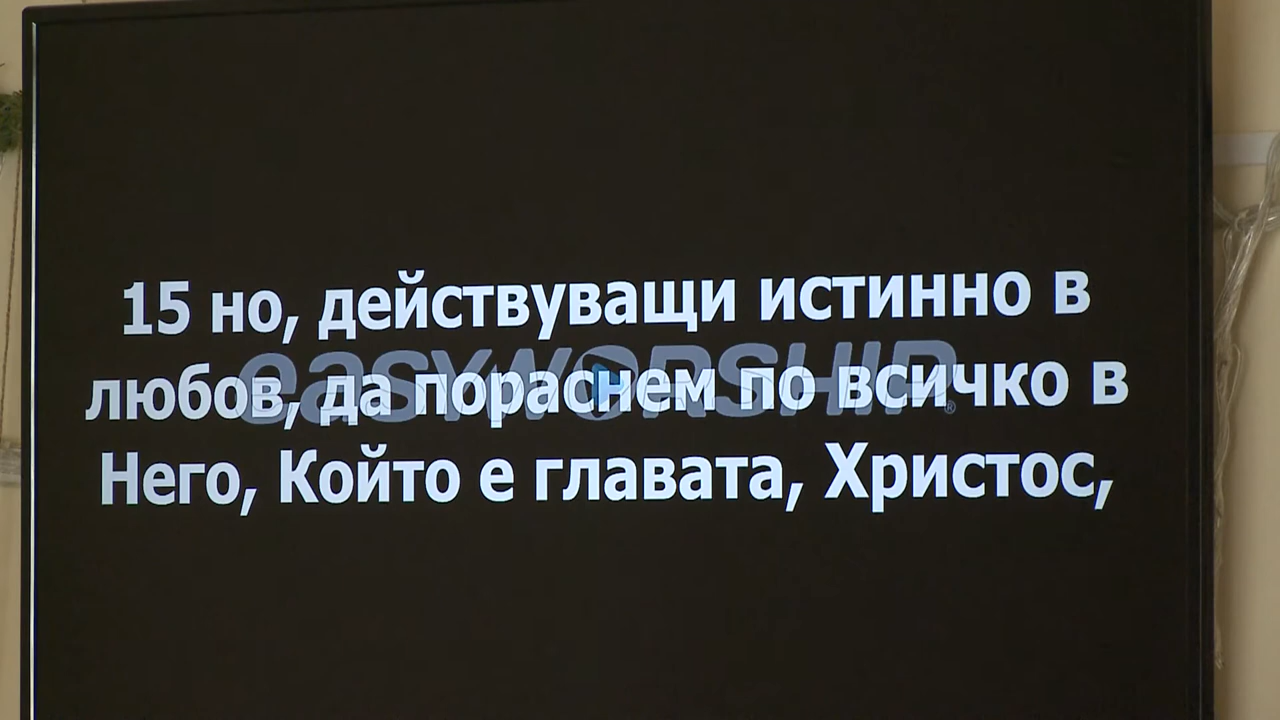 15 но, действуващи истинно в
любов, да пораснем по всичко в
Него, Който е главата, Христос,
easyworship®